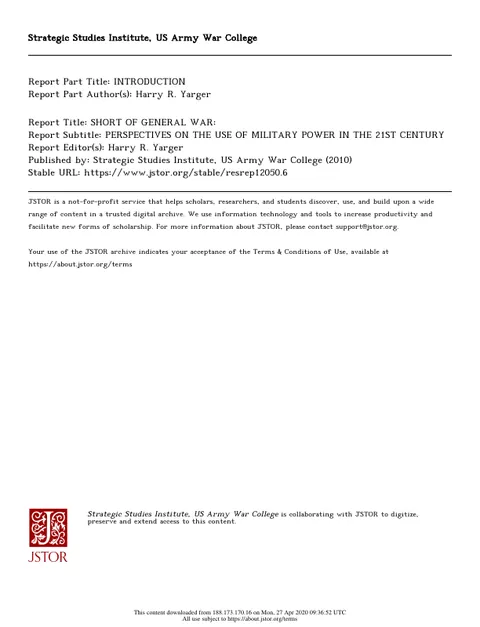 Strategic Studies Institute, US Army War College
Report Part Title: INTRODUCTION
Report Part Author(s): Harry R. Yarger
Report Title: SHORT OF GENERAL WAR:
Report Subtitle: PERSPECTIVES ON THE USE OF MILITARY POWER IN THE 21ST CENTURY
Report Editor(s): Harry R. Yarger
Published by: Strategic Studies Institute, US Army War College (2010)
Stable URL: https://www.jstor.org/stable/resrep12050.6
JSTOR is a not-for-profit service that helps scholars, researchers, and students discover, use, and build upon a wide
range of content in a trusted digital archive. We use information technology and tools to increase productivity and
facilitate new forms of scholarship. For more information about JSTOR, please contact support@jstor.org.
Your use of the JSTOR archive indicates your acceptance of the Terms & Conditions of Use, available at
https://about.jstor.org/terms
Strategic Studies Institute, US Army War College is collaborating with JSTOR to digitize,
preserve and extend access to this content.
JSTOR
This content downloaded from 188.173.170.16 on Mon, 27 Apr 2020 09:36:52 UTC
All use subject to https://about.jstor.org/terms